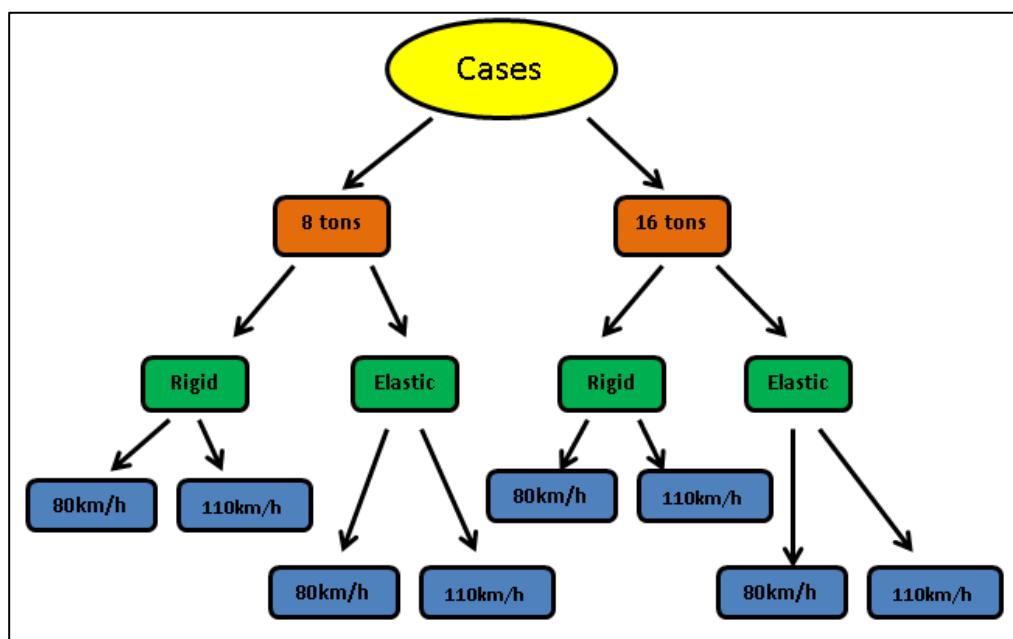 Cases
8 tons
16 tons
Rigid
Elastic
Rigid
Elastic
80km/h
110km/h
80km/h
110km/h
80km/h
110km/h
80km/h
110km/h